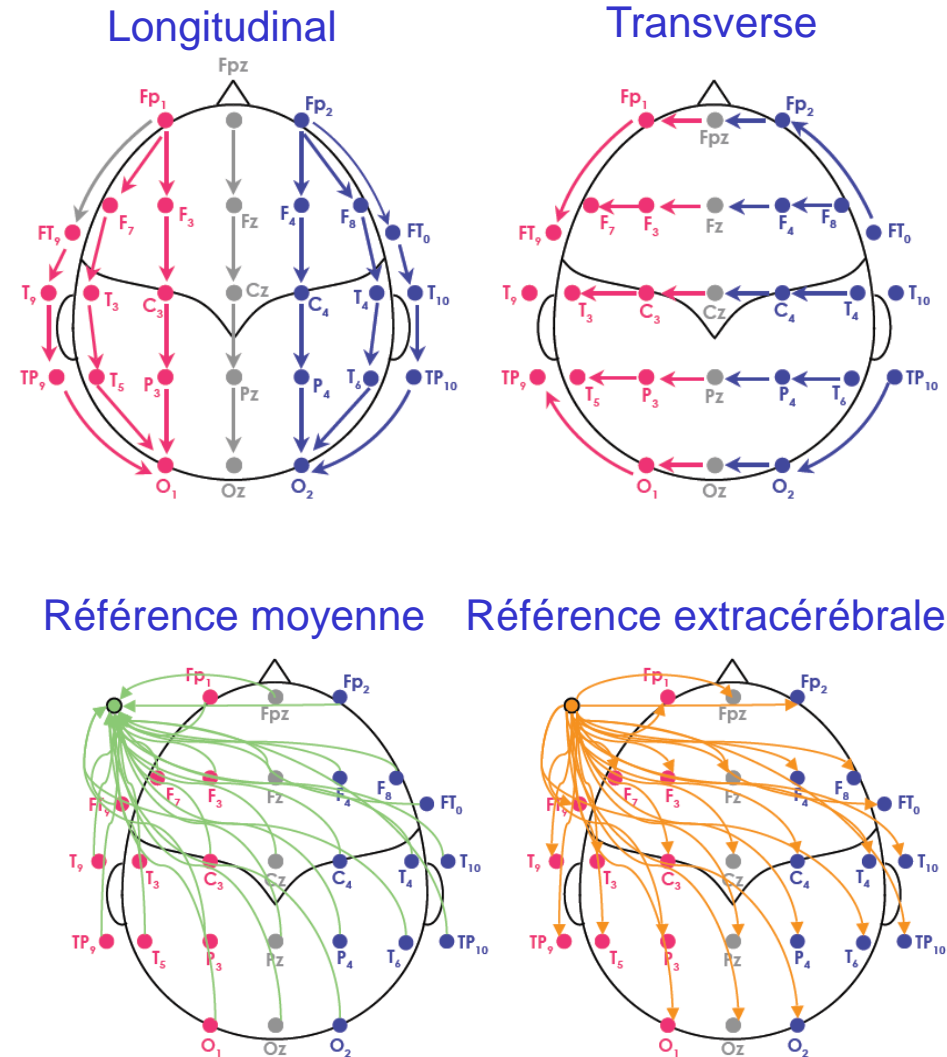 Longitudinal
Fpz
Fp1 Fp2
F7 F3 Fz F4 F8
FT9 FT0
T9 T3 C3 Cz C4 T4 T10
TP9 T5 P3 Pz P4 T6 TP10
O1 Oz O2
Transverse
Fp1 Fpz Fp2
F7 F3 Fz F4 F8
FT9 FT0
T9 T3 C3 Cz C4 T4 T10
TP9 T5 P3 Pz P4 T6 TP10
O1 Oz O2
Référence moyenne
Fp1 Fpz Fp2
F7 F3 Fz F4 F8
FT9 FT0
T9 T3 C3 Cz C4 T4 T10
TP9 T5 P3 Pz P4 T6 TP10
O1 Oz O2
Référence extracérébrale
Fp1 Fpz Fp2
F7 F3 Fz F4 F8
FT9 FT0
T9 T3 C3 Cz C4 T4 T10
TP9 T5 P3 Pz P4 T6 TP10
O1 Oz O2